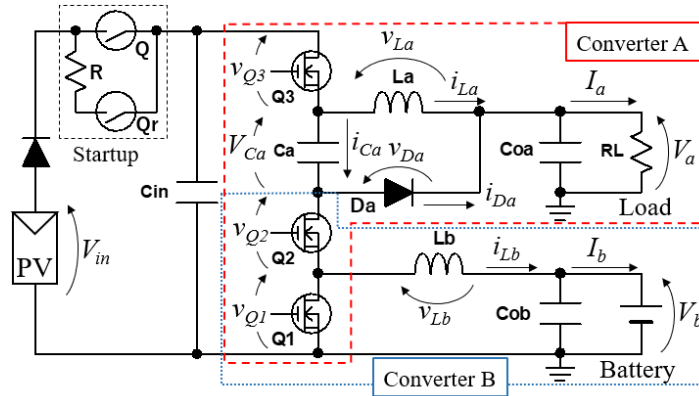 Converter A
Q
R
Qr
Startup
PV
V_in
Cin
v_Q3
Q3
V_Ca
Ca
i_Ca
v_La
La
i_La
v_Da
Da
i_Da
I_a
Coa
RL
V_a
Load
v_Q2
Q2
v_Q1
Q1
Lb
v_Lb
i_Lb
I_b
Cob
V_b
Battery
Converter B